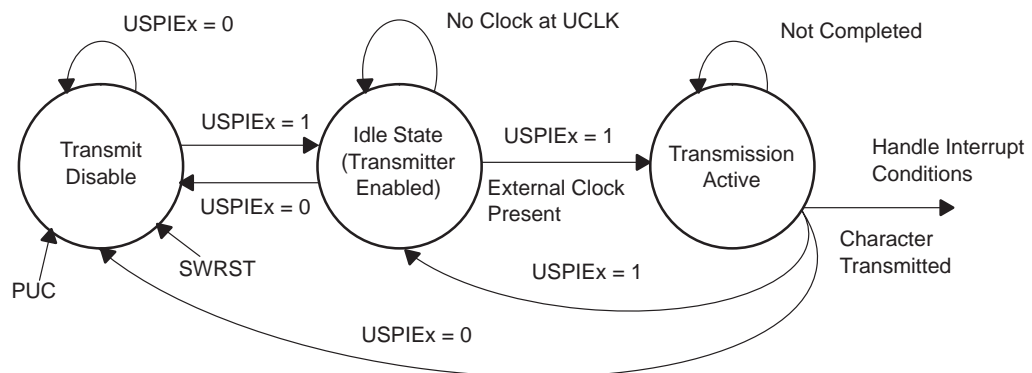 USPIEx = 0
No Clock at UCLK
Not Completed
USPIEx = 1
Transmit
Disable
USPIEx = 0
Idle State
(Transmitter
Enabled)
USPIEx = 1
External Clock
Present
Transmission
Active
Handle Interrupt
Conditions
Character
Transmitted
PUC
SWRST
USPIEx = 1
USPIEx = 0